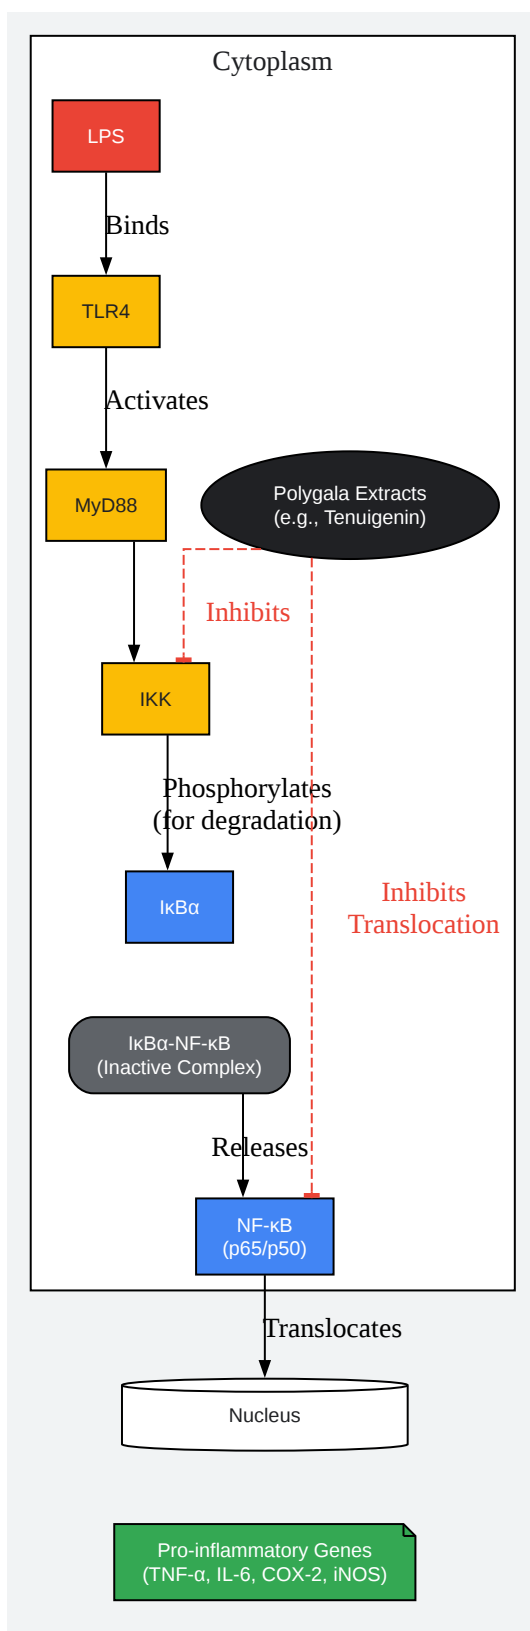 Cytoplasm
LPS
Binds
TLR4
Activates
MyD88
Polygala Extracts
(e.g., Tenuigenin)
Inhibits
IKK
Phosphorylates
(for degradation)
IκBα
Inhibits
Translocation
IκBα-NF-κB
(Inactive Complex)
Releases
NF-κB
(p65/p50)
Translocates
Nucleus
Pro-inflammatory Genes
(TNF-α, IL-6, COX-2, iNOS)